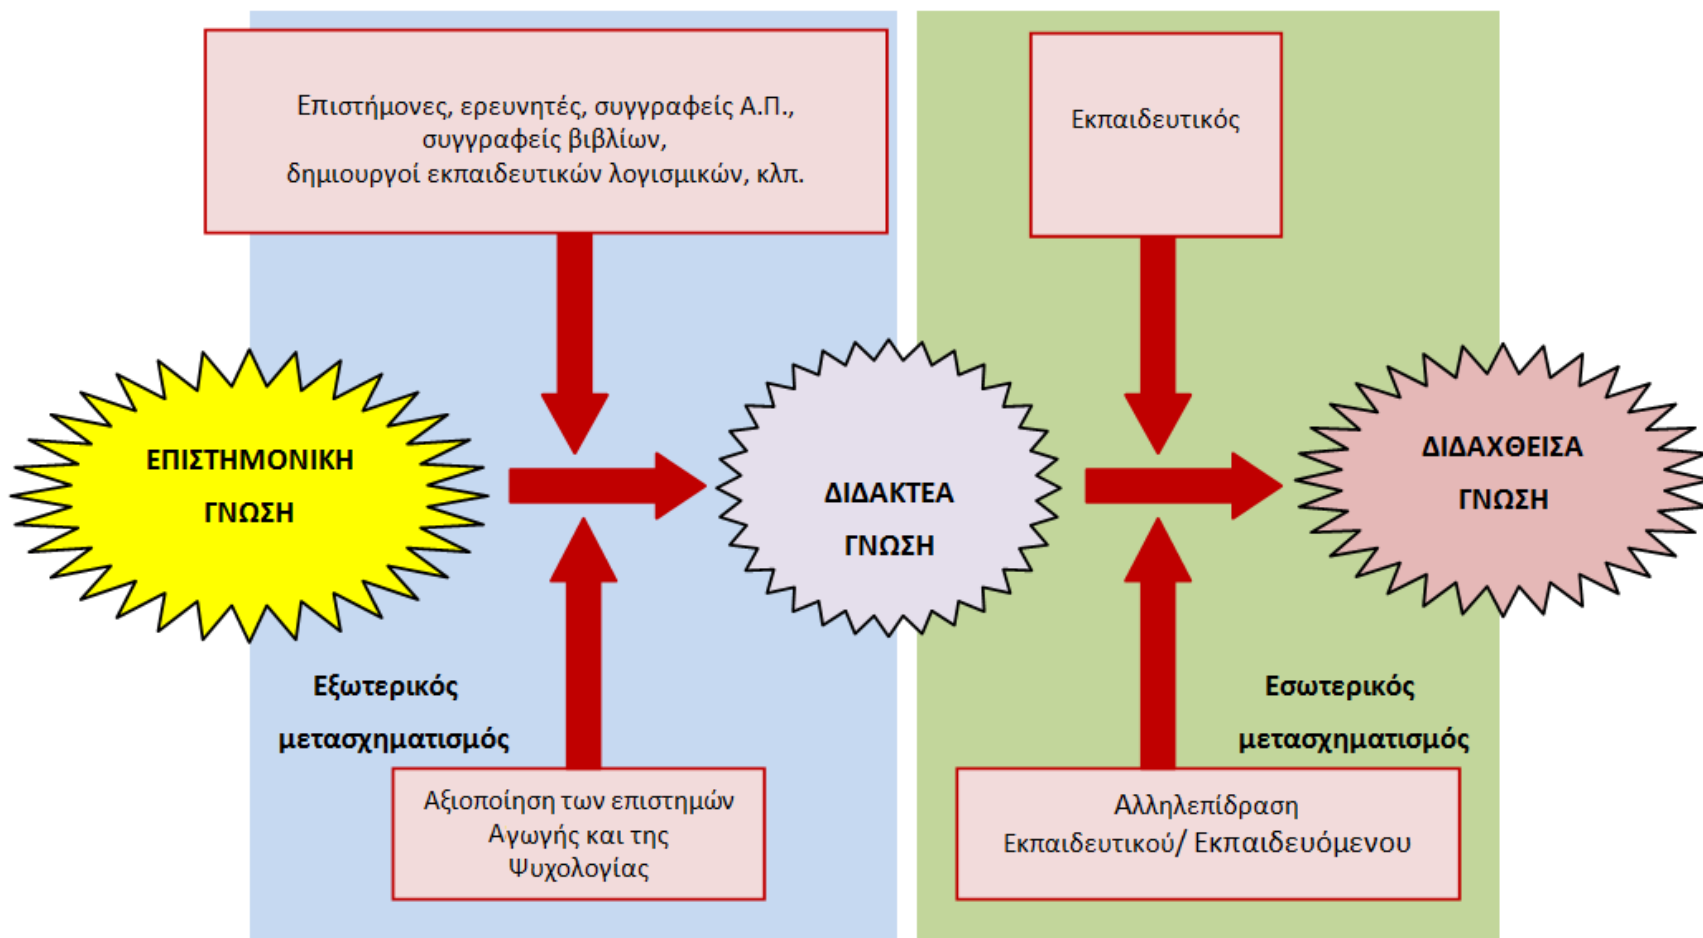 Επιστήμονες, ερευνητές, συγγραφείς Α.Π.,
συγγραφείς βιβλίων,
δημιουργοί εκπαιδευτικών λογισμικών, κλπ.
Εκπαιδευτικός
ΕΠΙΣΤΗΜΟΝΙΚΗ
ΓΝΩΣΗ
ΔΙΔΑΚΤΕΑ
ΓΝΩΣΗ
ΔΙΔΑΧΘΕΙΣΑ
ΓΝΩΣΗ
Εξωτερικός
μετασχηματισμός
Εσωτερικός
μετασχηματισμός
Αξιοποίηση των επιστημών
Αγωγής και της
Ψυχολογίας
Αλληλεπίδραση
Εκπαιδευτικού/ Εκπαιδευόμενου